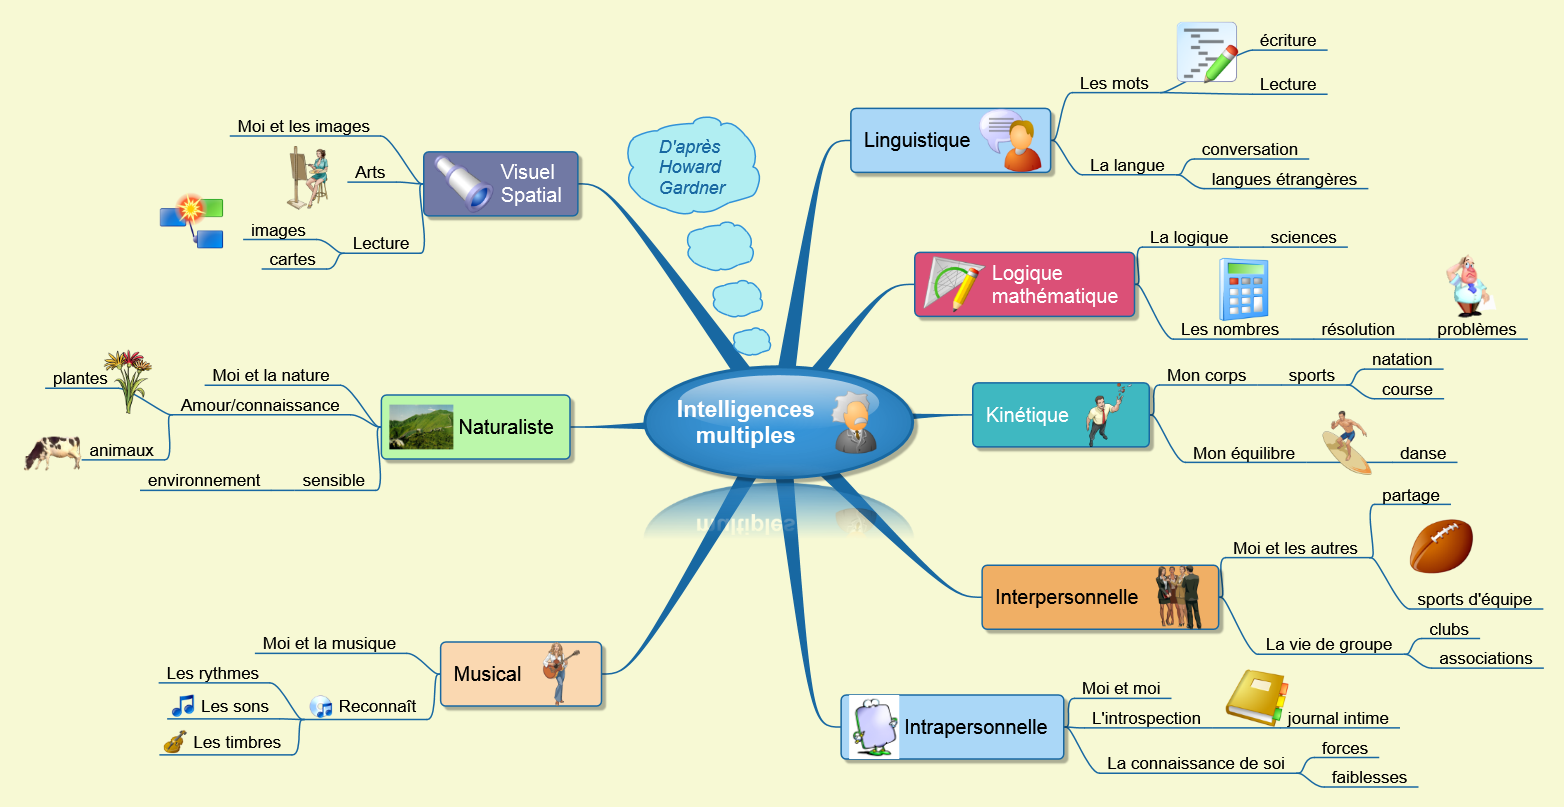 D'après
Howard
Gardner
Intelligences
multiples
Linguistique
Les mots
écriture
Lecture
La langue
conversation
langues étrangères
Logique
mathématique
La logique
sciences
Les nombres
résolution
problèmes
Kinétique
Mon corps
sports
natation
course
Mon équilibre
danse
Interpersonnelle
Moi et les autres
partage
sports d'équipe
La vie de groupe
clubs
associations
Intrapersonnelle
Moi et moi
L'introspection
journal intime
La connaissance de soi
forces
faiblesses
Visuel
Spatial
Moi et les images
Arts
Lecture
images
cartes
Naturaliste
Moi et la nature
Amour/connaissance
plantes
animaux
sensible
environnement
Musical
Moi et la musique
Reconnaît
Les rythmes
Les sons
Les timbres